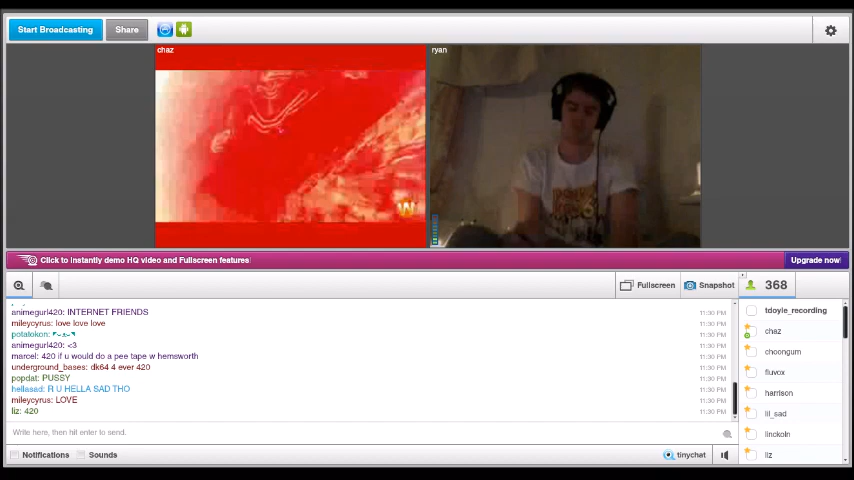 Start Broadcasting
Share
chaz
ryan
W
Click to instantly demo HQ video and Fullscreen features!
Upgrade now!
Fullscreen
Snapshot
368
animegurl420: INTERNET FRIENDS
11:30 PM
mileycyrus: love love love
11:30 PM
potatokon:
11:30 PM
animegurl420: <3
11:30 PM
marcel: 420 if u would do a pee tape w hemsworth
11:30 PM
underground_bases: dk64 4 ever 420
11:30 PM
popdat: PUSSY
11:30 PM
hellasad: R U HELLA SAD THO
11:30 PM
mileycyrus: LOVE
11:30 PM
liz: 420
11:30 PM
tdoyle_recording
chaz
choongum
fluvox
harrison
lil_sad
linckoln
liz
Write here, then hit enter to send.
Notifications
Sounds
tinychat